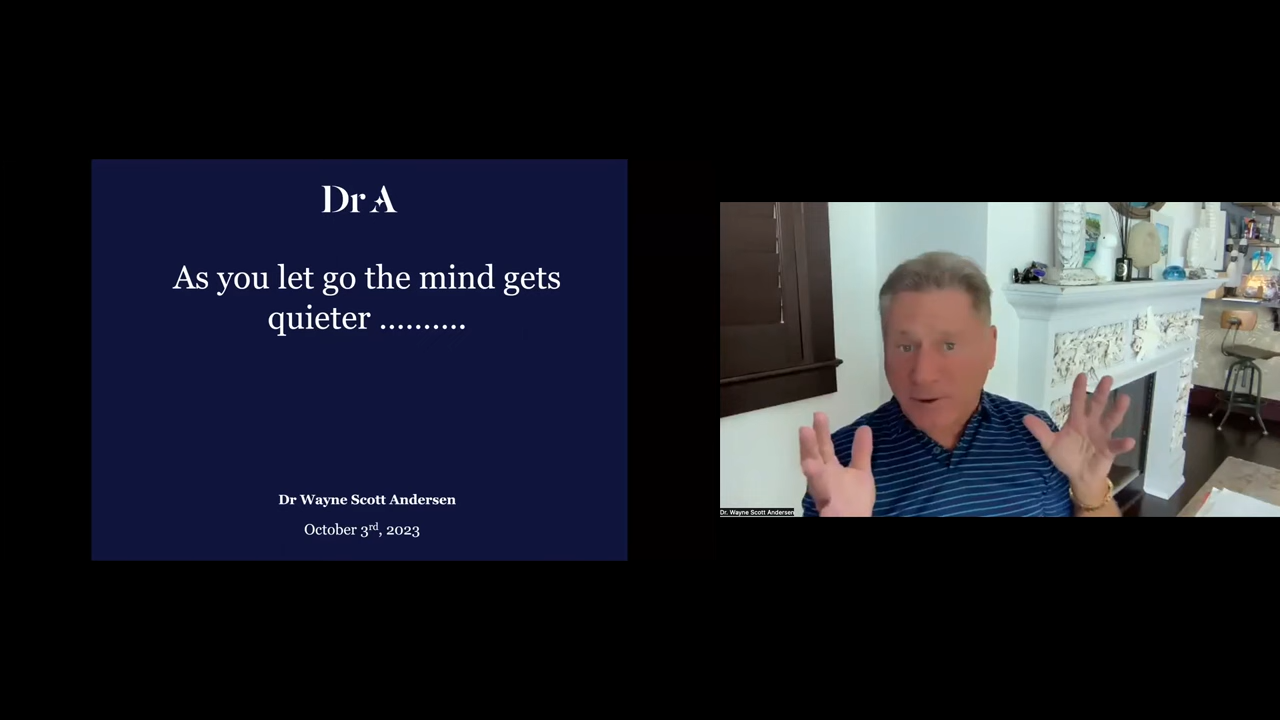 Dr A
As you let go the mind gets
quieter ..........
Dr Wayne Scott Andersen
October 3rd, 2023
Dr. Wayne Scott Andersen